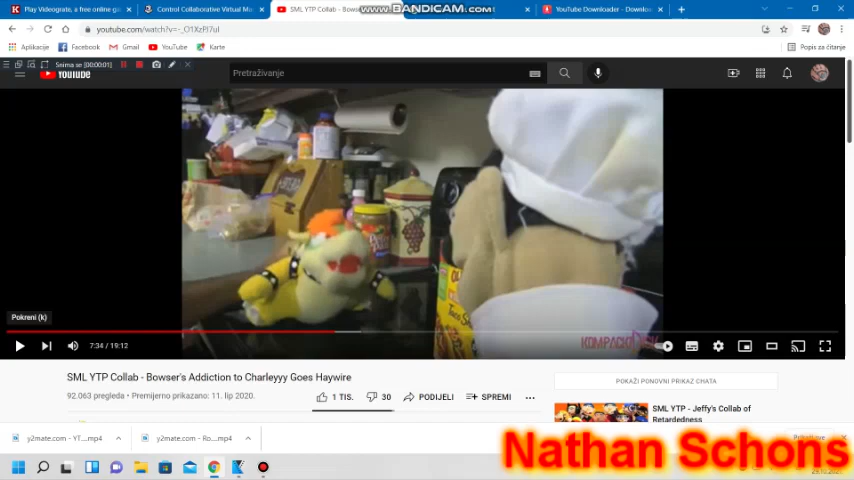 Play Videograte, a free online ga
Control Collaborative Virtual Ma
SML YTP Collab - Bows
www.BANDICAM.com
YouTube Downloader - Downlo
youtube.com/watch?v=-_O1XzPJ7uI
Aplikacije
Facebook
Gmail
YouTube
Karte
Popis za čitanje
Snima se [00:00:01]
YouTube
Pretraživanje
KOMPACKDISK
Pokreni (k)
7:34 / 19:12
SML YTP Collab - Bowser's Addiction to Charleyyy Goes Haywire
92.063 pregleda • Premijerno prikazano: 11. lip 2020.
1 TIS.
30
PODIJELI
SPREMI
POKAŽI PONOVNI PRIKAZ CHATA
SML YTP - Jeffy's Collab of
Retardedness
y2mate.com - YT....mp4
y2mate.com - Ro....mp4
Nathan Schons